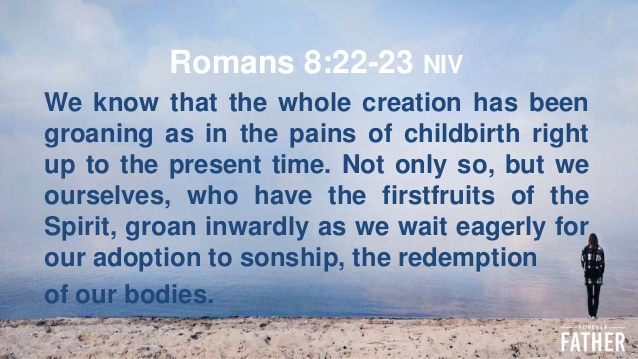 Romans 8:22-23 NIV
We know that the whole creation has been
groaning as in the pains of childbirth right
up to the present time. Not only so, but we
ourselves, who have the firstfruits of the
Spirit, groan inwardly as we wait eagerly for
our adoption to sonship, the redemption
of our bodies.
FOREVER
FATHER